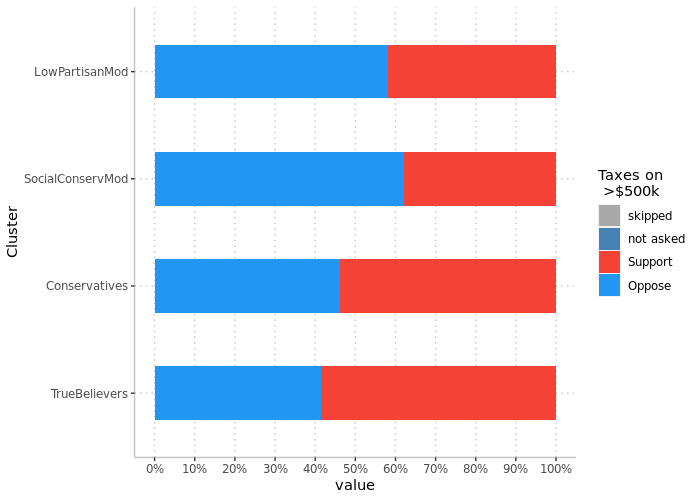 LowPartisanMod
SocialConservMod
Conservatives
TrueBelievers
Cluster
0% 10% 20% 30% 40% 50% 60% 70% 80% 90% 100%
value
Taxes on
>$500k
skipped
not asked
Support
Oppose